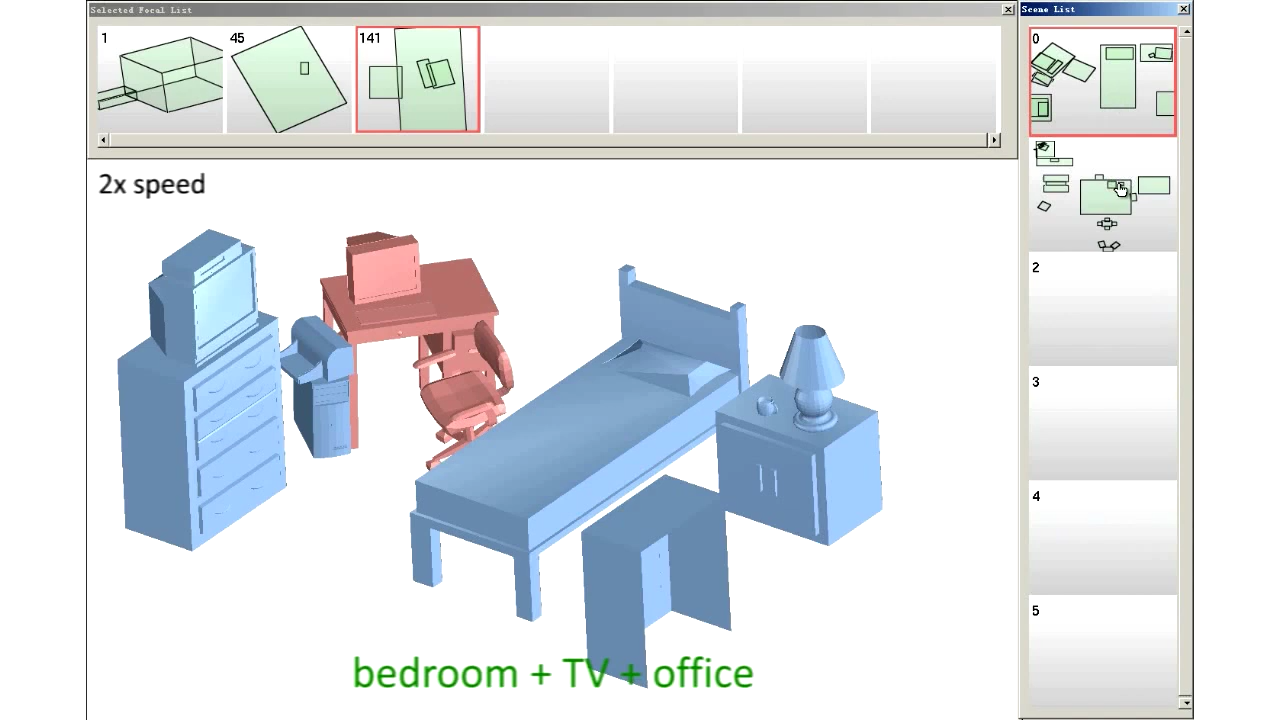 Selected Focal List
Scene List
1
45
141
0
2
3
4
5
2x speed
bedroom + TV + office